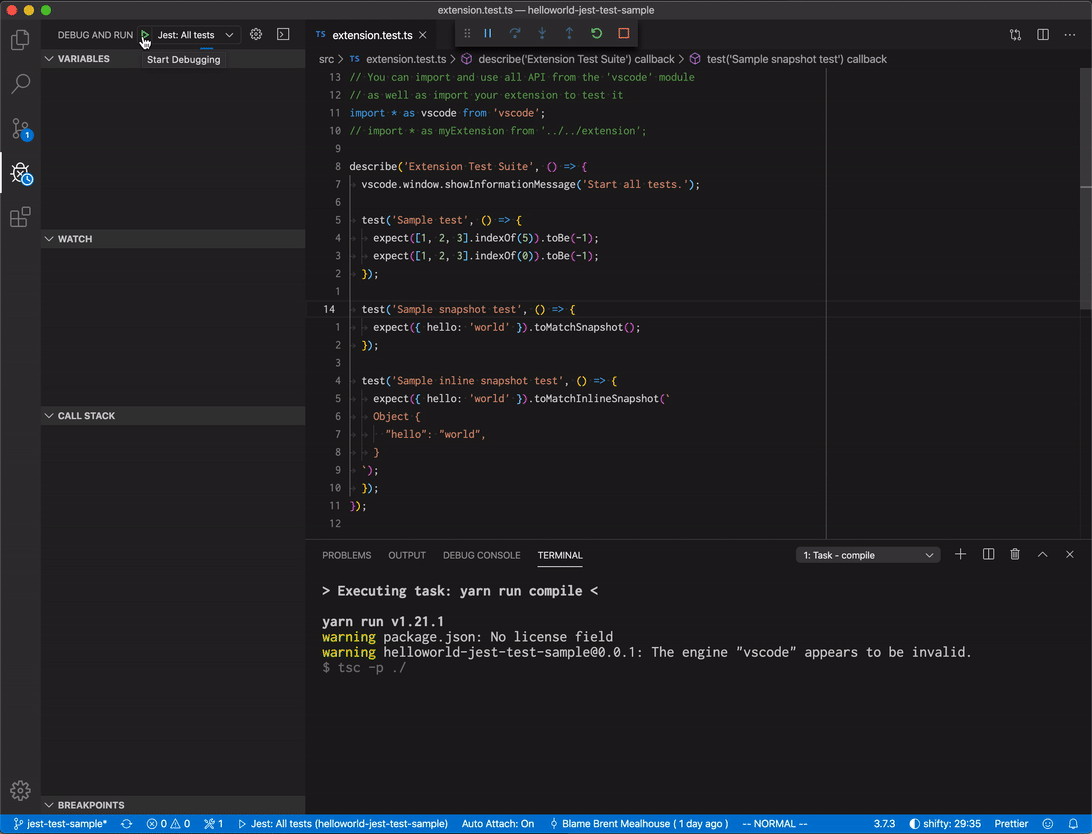 extension.test.ts — helloworld-jest-test-sample
DEBUG AND RUN Jest: All tests
Start Debugging
VARIABLES
WATCH
CALL STACK
BREAKPOINTS
1
TS extension.test.ts
src > TS extension.test.ts > describe('Extension Test Suite') callback > test('Sample snapshot test') callback
13 // You can import and use all API from the 'vscode' module
12 // as well as import your extension to test it
11 import * as vscode from 'vscode';
10 // import * as myExtension from '../../extension';
9
8 describe('Extension Test Suite', () => {
7 vscode.window.showInformationMessage('Start all tests.');
6
5 test('Sample test', () => {
4 expect([1, 2, 3].indexOf(5)).toBe(-1);
3 expect([1, 2, 3].indexOf(0)).toBe(-1);
2 });
1
14 test('Sample snapshot test', () => {
1 expect({ hello: 'world' }).toMatchSnapshot();
2 });
3
4 test('Sample inline snapshot test', () => {
5 expect({ hello: 'world' }).toMatchInlineSnapshot(`
6 Object {
7 "hello": "world",
8 }
9 `);
10 });
11 });
12
PROBLEMS OUTPUT DEBUG CONSOLE TERMINAL 1: Task - compile
> Executing task: yarn run compile <
yarn run v1.21.1
warning package.json: No license field
warning helloworld-jest-test-sample@0.0.1: The engine "vscode" appears to be invalid.
$ tsc -p ./
jest-test-sample* 0 0 1 Jest: All tests (helloworld-jest-test-sample) Auto Attach: On Blame Brent Mealhouse ( 1 day ago ) -- NORMAL -- 3.7.3 shifty: 29:35 Prettier